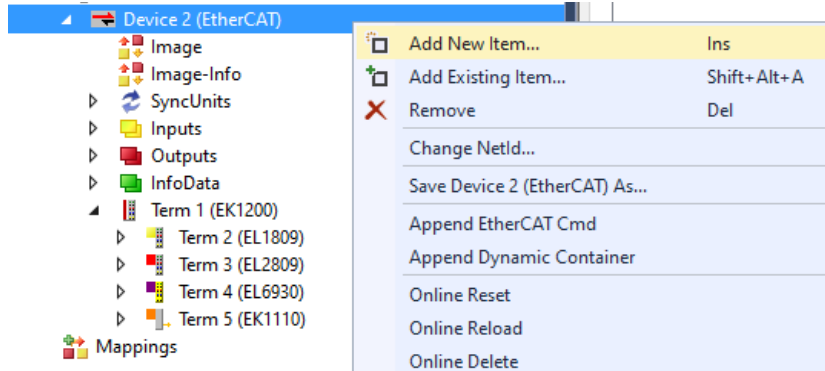 Device 2 (EtherCAT)
Image
Image-Info
SyncUnits
Inputs
Outputs
InfoData
Term 1 (EK1200)
Term 2 (EL1809)
Term 3 (EL2809)
Term 4 (EL6930)
Term 5 (EK1110)
Mappings
Add New Item... Ins
Add Existing Item... Shift+Alt+A
Remove Del
Change NetId...
Save Device 2 (EtherCAT) As...
Append EtherCAT Cmd
Append Dynamic Container
Online Reset
Online Reload
Online Delete